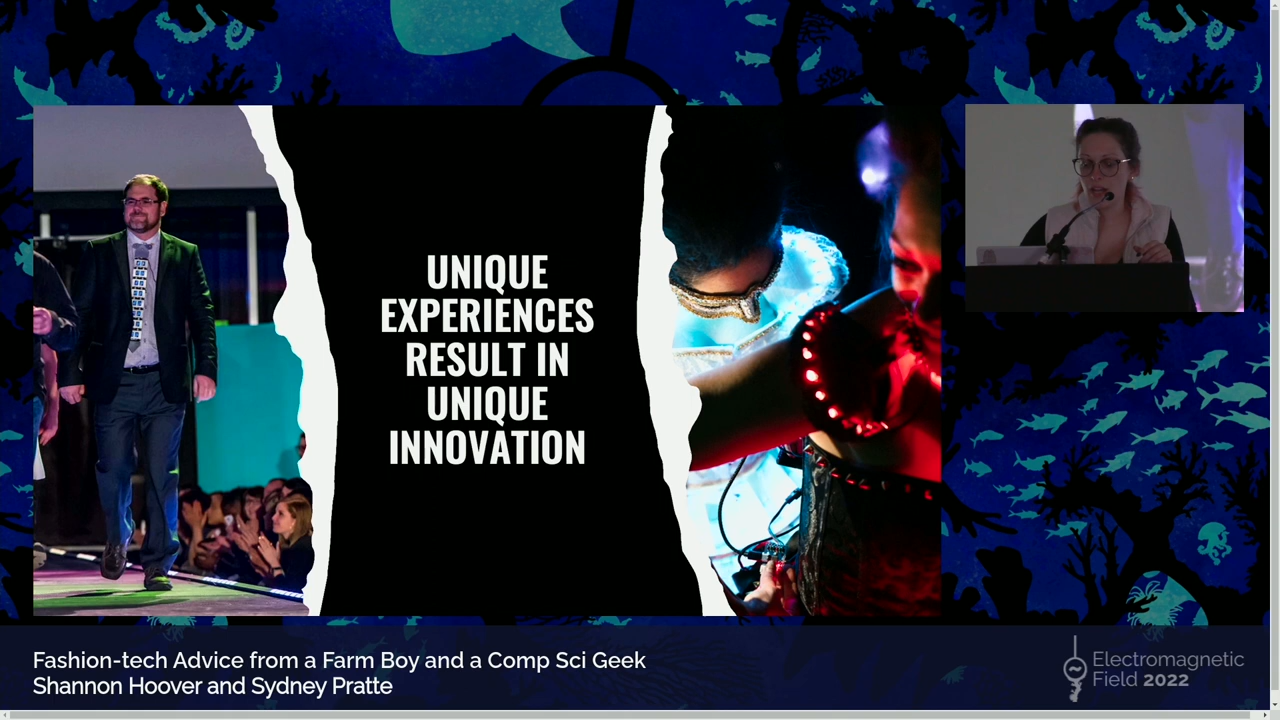 UNIQUE
EXPERIENCES
RESULT IN
UNIQUE
INNOVATION
Fashion-tech Advice from a Farm Boy and a Comp Sci Geek
Shannon Hoover and Sydney Pratte
Electromagnetic
Field 2022